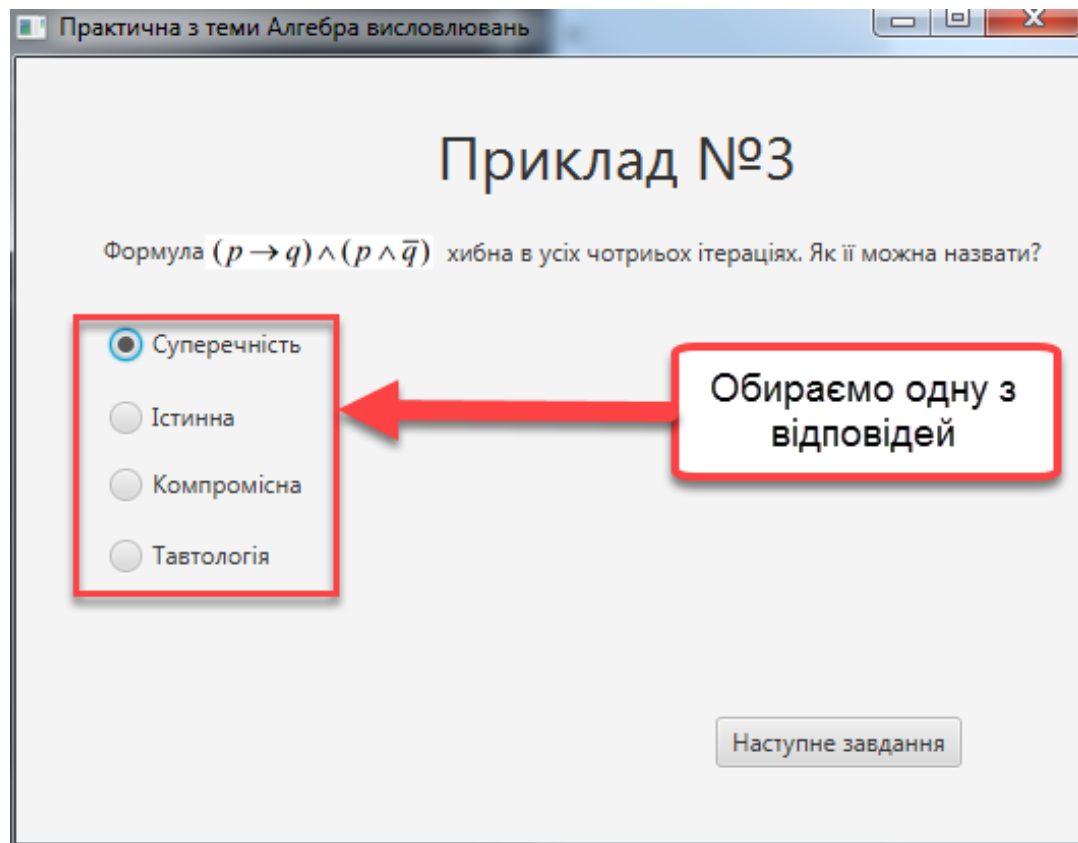 Практична з теми Алгебра висловлювань
Приклад №3
Формула (p → q) ∧ (p ∧ q̅) хибна в усіх чотриьох ітераціях. Як її можна назвати?
Суперечність
Істинна
Компромісна
Тавтологія
Обираємо одну з
відповідей
Наступне завдання